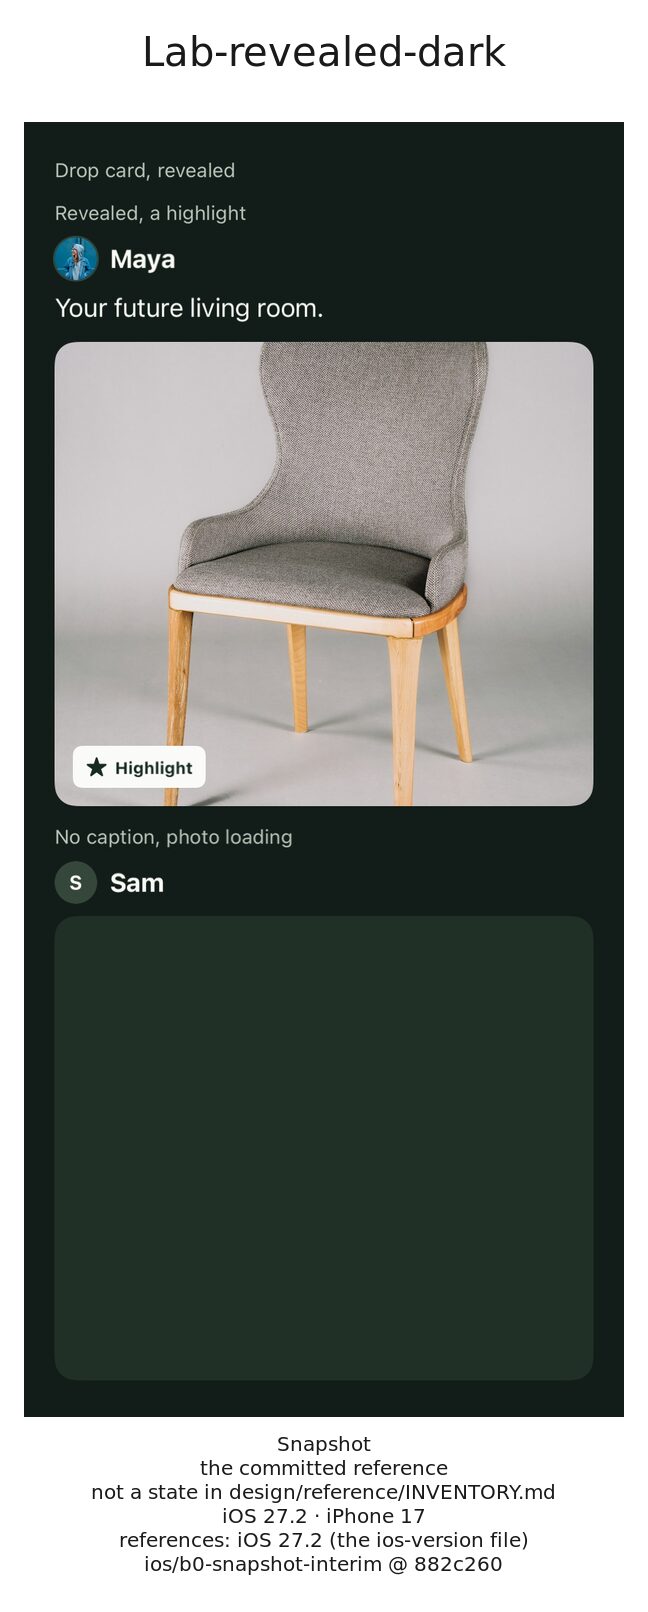 Lab-revealed-dark
Drop card, revealed
Revealed, a highlight
Maya
Your future living room.
Highlight
No caption, photo loading
S
Sam
Snapshot
the committed reference
not a state in design/reference/INVENTORY.md
iOS 27.2 · iPhone 17
references: iOS 27.2 (the ios-version file)
ios/b0-snapshot-interim @ 882c260